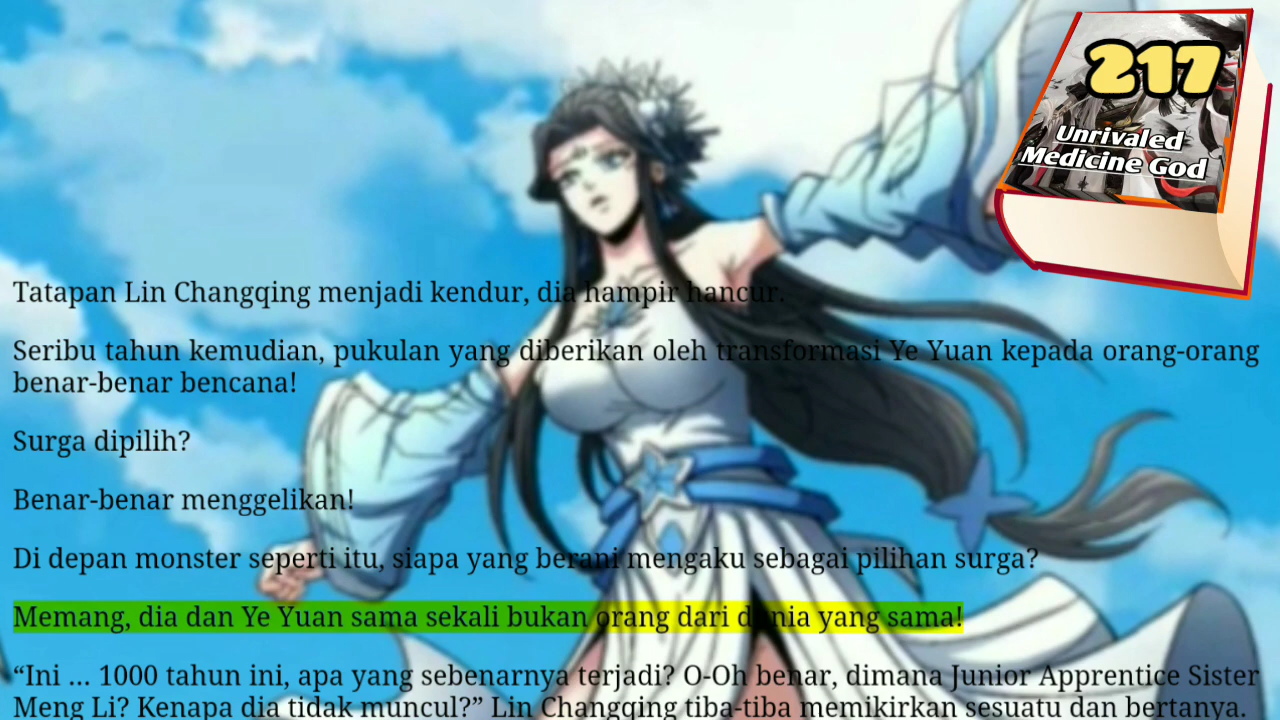 217
Unrivaled
Medicine God
Tatapan Lin Changqing menjadi kendur, dia hampir hancur.
Seribu tahun kemudian, pukulan yang diberikan oleh transformasi Ye Yuan kepada orang-orang
benar-benar bencana!
Surga dipilih?
Benar-benar menggelikan!
Di depan monster seperti itu, siapa yang berani mengaku sebagai pilihan surga?
Memang, dia dan Ye Yuan sama sekali bukan orang dari dunia yang sama!
“Ini … 1000 tahun ini, apa yang sebenarnya terjadi? O-Oh benar, dimana Junior Apprentice Sister
Meng Li? Kenapa dia tidak muncul?” Lin Changqing tiba-tiba memikirkan sesuatu dan bertanya.